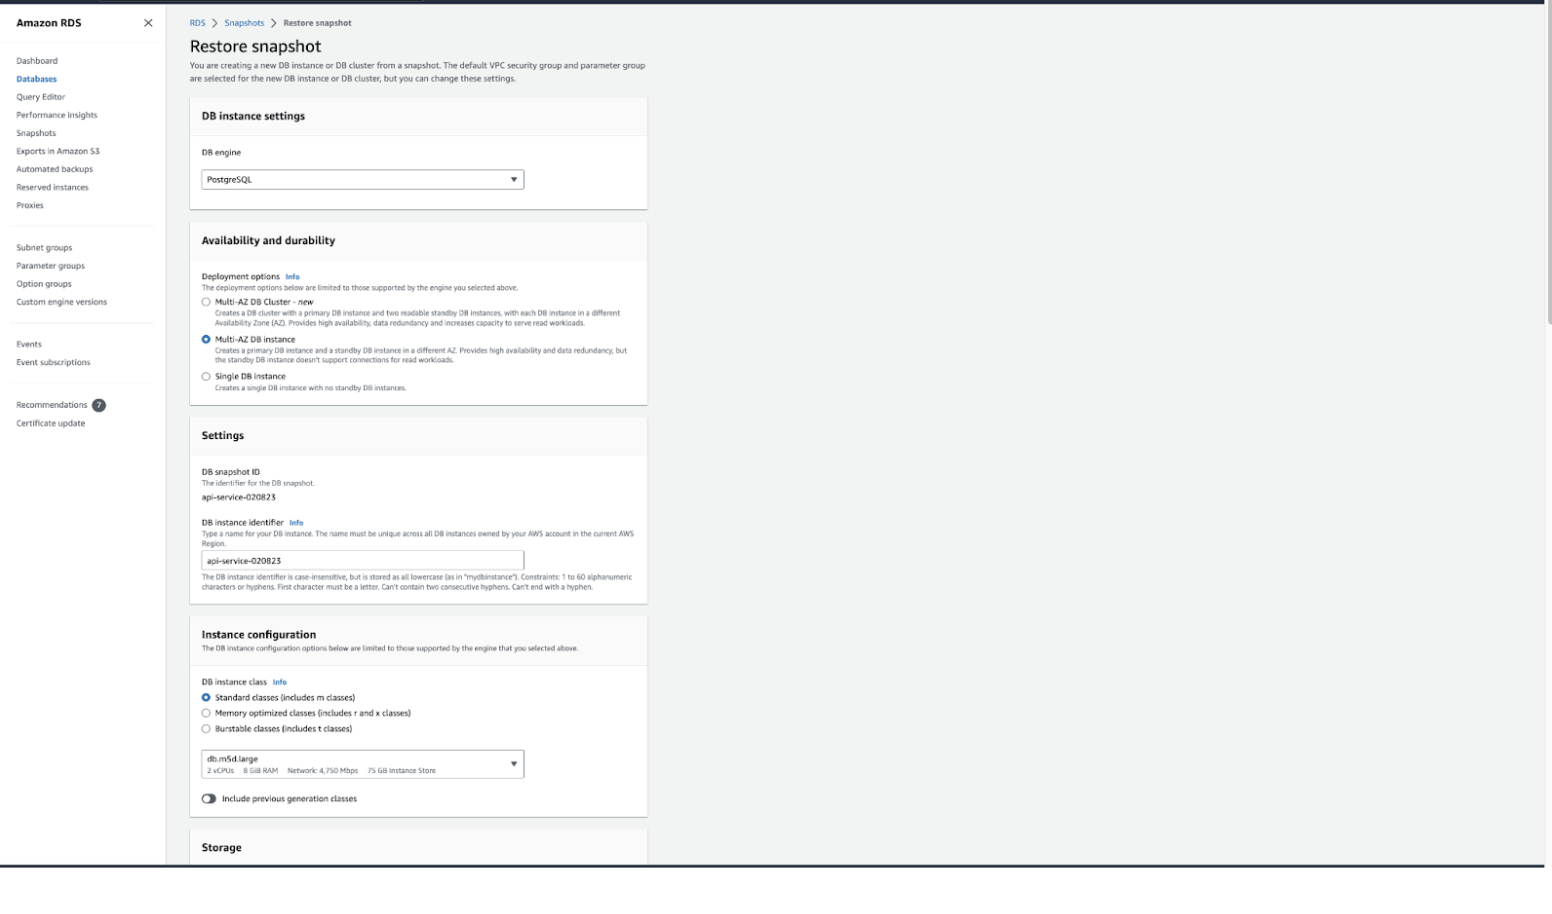 Amazon RDS
Dashboard
Databases
Query Editor
Performance insights
Snapshots
Exports in Amazon S3
Automated backups
Reserved instances
Proxies
Subnet groups
Parameter groups
Option groups
Custom engine versions
Events
Event subscriptions
Recommendations 7
Certificate update
RDS > Snapshots > Restore snapshot
Restore snapshot
You are creating a new DB instance or DB cluster from a snapshot. The default VPC security group and parameter group
are selected for the new DB instance or DB cluster, but you can change these settings.
DB instance settings
DB engine
PostgreSQL
Availability and durability
Deployment options Info
The deployment options below are limited to those supported by the engine you selected above.
Multi-AZ DB Cluster - new
Creates a DB cluster with a primary DB instance and two readable standby DB instances, with each DB instance in a different
Availability Zone (AZ). Provides high availability, data redundancy and increases capacity to serve read workloads.
Multi-AZ DB instance
Creates a primary DB instance and a standby DB instance in a different AZ. Provides high availability and data redundancy, but
the standby DB instance doesn't support connections for read workloads.
Single DB instance
Creates a single DB instance with no standby DB instances.
Settings
DB snapshot ID
The identifier for the DB snapshot.
api-service-020823
DB instance identifier Info
Type a name for your DB instance. The name must be unique across all DB instances owned by your AWS account in the current AWS
Region.
api-service-020823
The DB instance identifier is case-insensitive, but is stored as all lowercase (as in "mydbinstance"). Constraints: 1 to 60 alphanumeric
characters or hyphens. First character must be a letter. Can't contain two consecutive hyphens. Can't end with a hyphen.
Instance configuration
The DB instance configuration options below are limited to those supported by the engine that you selected above.
DB instance class Info
Standard classes (includes m classes)
Memory optimized classes (includes r and x classes)
Burstable classes (includes t classes)
db.m5d.large
2 vCPUs 8 GiB RAM Network: 4,750 Mbps 75 GB Instance Store
Include previous generation classes
Storage